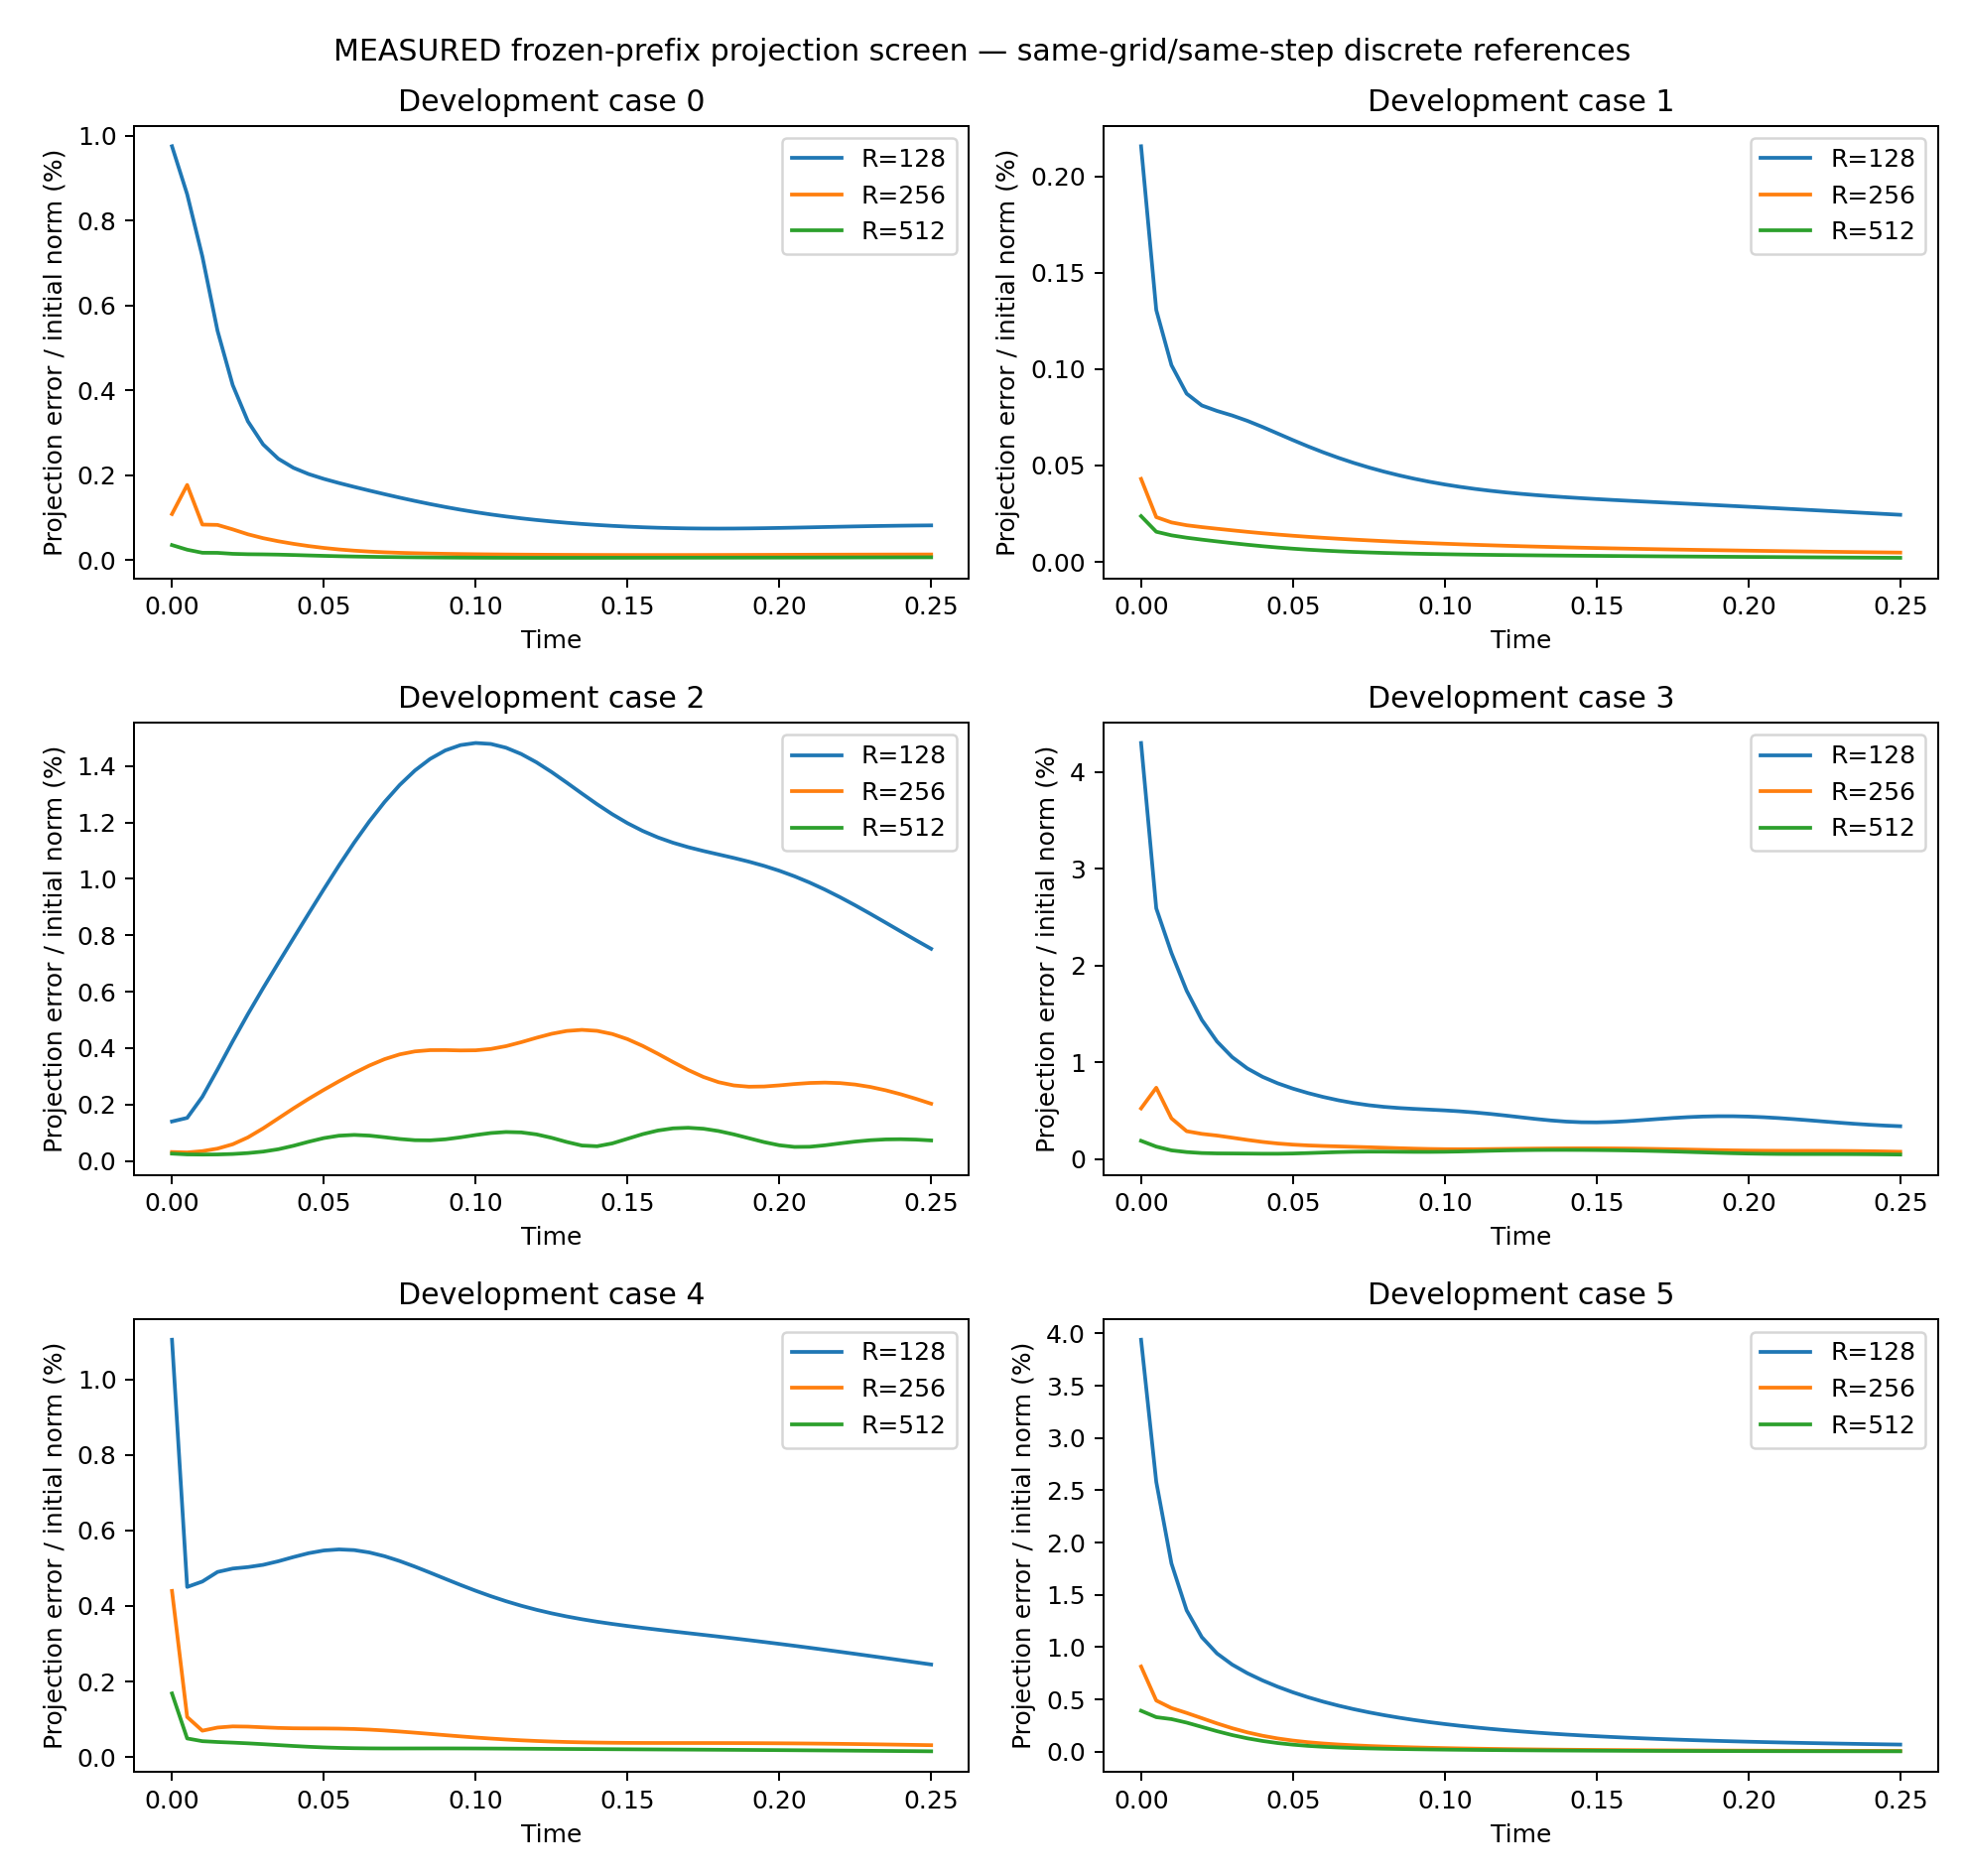 MEASURED frozen-prefix projection screen — same-grid/same-step discrete references
Development case 0
Projection error / initial norm (%)
1.0
0.8
0.6
0.4
0.2
0.0
R=128
R=256
R=512
0.00 0.05 0.10 0.15 0.20 0.25
Time
Development case 1
Projection error / initial norm (%)
0.20
0.15
0.10
0.05
0.00
R=128
R=256
R=512
0.00 0.05 0.10 0.15 0.20 0.25
Time
Development case 2
Projection error / initial norm (%)
1.4
1.2
1.0
0.8
0.6
0.4
0.2
0.0
R=128
R=256
R=512
0.00 0.05 0.10 0.15 0.20 0.25
Time
Development case 3
Projection error / initial norm (%)
4
3
2
1
0
R=128
R=256
R=512
0.00 0.05 0.10 0.15 0.20 0.25
Time
Development case 4
Projection error / initial norm (%)
1.0
0.8
0.6
0.4
0.2
0.0
R=128
R=256
R=512
0.00 0.05 0.10 0.15 0.20 0.25
Time
Development case 5
Projection error / initial norm (%)
4.0
3.5
3.0
2.5
2.0
1.5
1.0
0.5
0.0
R=128
R=256
R=512
0.00 0.05 0.10 0.15 0.20 0.25
Time